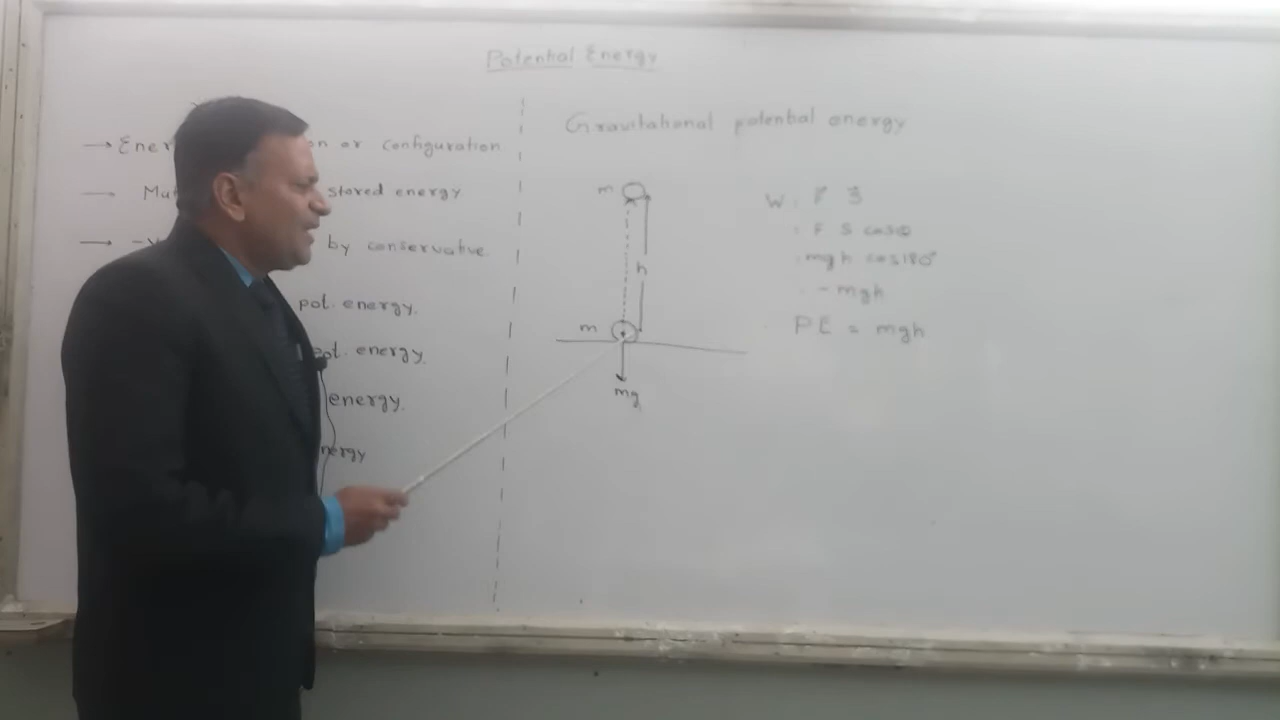 Potential Energy
→ Ener on or configuration
→ Mut stored energy
→ -v by conservative
pot. energy.
pot. energy.
energy.
nergy
Gravitational potential energy
m
h
m
mg
W = F S
= F S cosθ
= mgh cos180°
= - mgh
PE = mgh